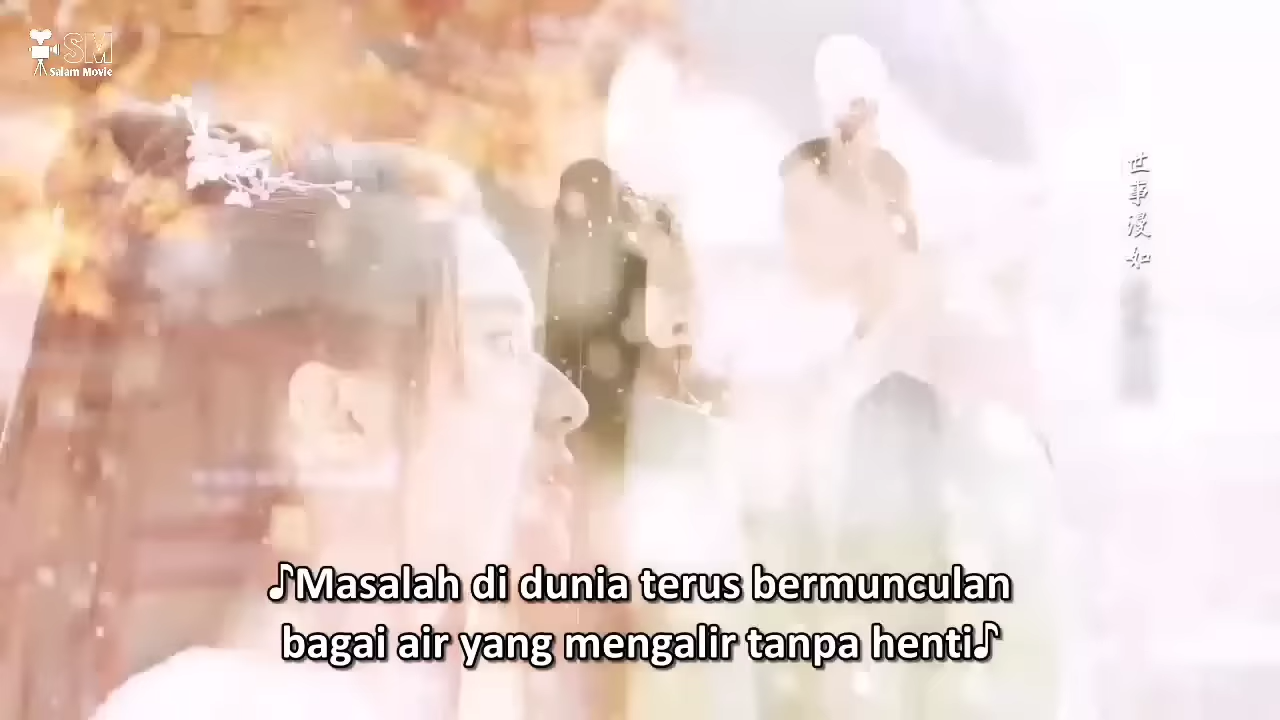 SM
Salam Movie
世事漫如
♪Masalah di dunia terus bermunculan
bagai air yang mengalir tanpa henti♪